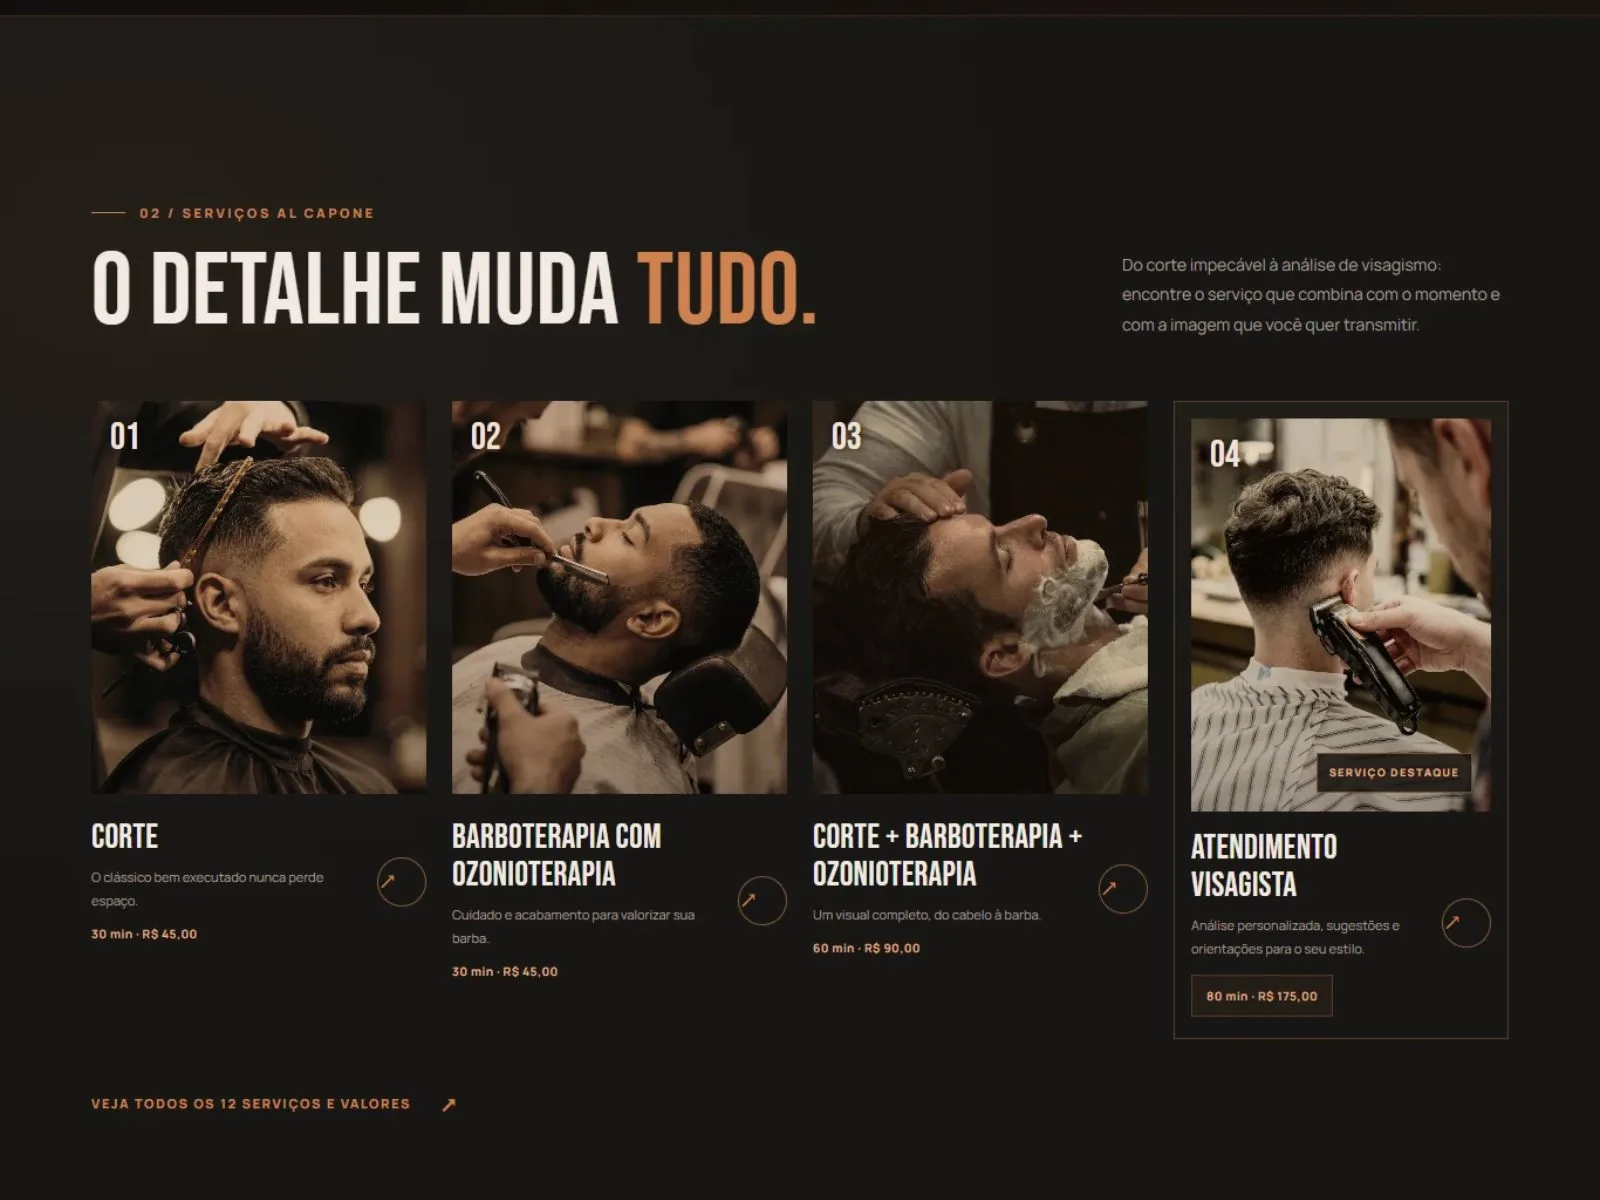 02 / SERVIÇOS AL CAPONE
O DETALHE MUDA TUDO.
Do corte impecável à análise de visagismo:
encontre o serviço que combina com o momento e
com a imagem que você quer transmitir.
01
CORTE
O clássico bem executado nunca perde
espaço.
30 min · R$ 45,00
02
BARBOTERAPIA COM
OZONIOTERAPIA
Cuidado e acabamento para valorizar sua
barba.
30 min · R$ 45,00
03
CORTE + BARBOTERAPIA +
OZONIOTERAPIA
Um visual completo, do cabelo à barba.
60 min · R$ 90,00
04
SERVIÇO DESTAQUE
ATENDIMENTO
VISAGISTA
Análise personalizada, sugestões e
orientações para o seu estilo.
80 min · R$ 175,00
VEJA TODOS OS 12 SERVIÇOS E VALORES